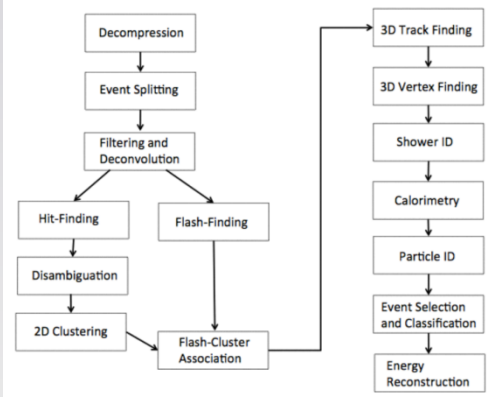 Decompression
Event Splitting
Filtering and
Deconvolution
Hit-Finding
Flash-Finding
Disambiguation
2D Clustering
Flash-Cluster
Association
3D Track Finding
3D Vertex Finding
Shower ID
Calorimetry
Particle ID
Event Selection
and Classification
Energy
Reconstruction